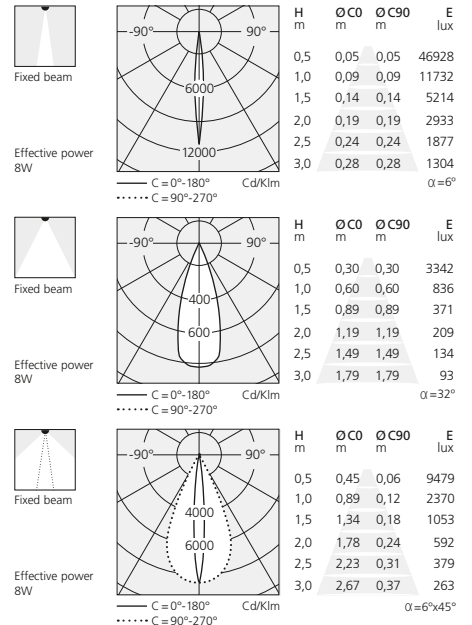 Fixed beam
Effective power
8W
-90° 90°
6000
12000
C = 0°-180° Cd/Klm
C = 90°-270°
H Ø C0 Ø C90 E
m m m lux
0,5 0,05 0,05 46928
1,0 0,09 0,09 11732
1,5 0,14 0,14 5214
2,0 0,19 0,19 2933
2,5 0,24 0,24 1877
3,0 0,28 0,28 1304
α=6°
Fixed beam
Effective power
8W
-90° 90°
400
600
C = 0°-180° Cd/Klm
C = 90°-270°
H Ø C0 Ø C90 E
m m m lux
0,5 0,30 0,30 3342
1,0 0,60 0,60 836
1,5 0,89 0,89 371
2,0 1,19 1,19 209
2,5 1,49 1,49 134
3,0 1,79 1,79 93
α=32°
Fixed beam
Effective power
8W
-90° 90°
4000
6000
C = 0°-180° Cd/Klm
C = 90°-270°
H Ø C0 Ø C90 E
m m m lux
0,5 0,45 0,06 9479
1,0 0,89 0,12 2370
1,5 1,34 0,18 1053
2,0 1,78 0,24 592
2,5 2,23 0,31 379
3,0 2,67 0,37 263
α=6°x45°